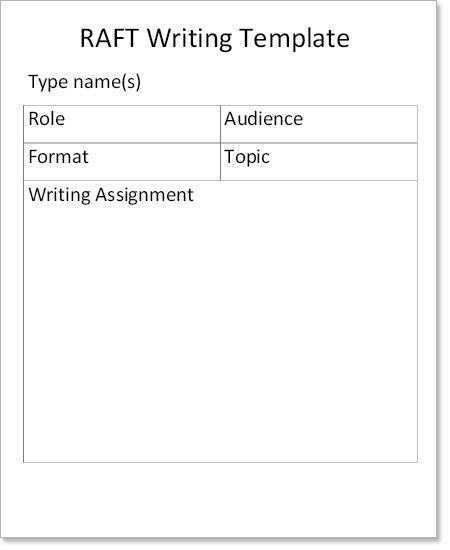 RAFT Writing Template
Type name(s)
Role Audience
Format Topic
Writing Assignment